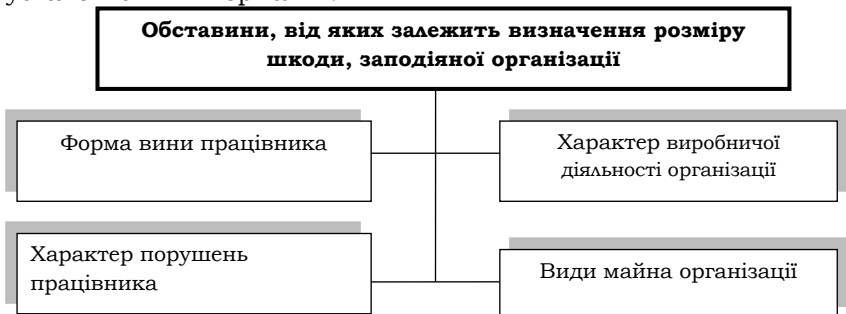 Обставини, від яких залежить визначення розміру
шкоди, заподіяної організації
Форма вини працівника
Характер виробничої
діяльності організації
Характер порушень
працівника
Види майна організації